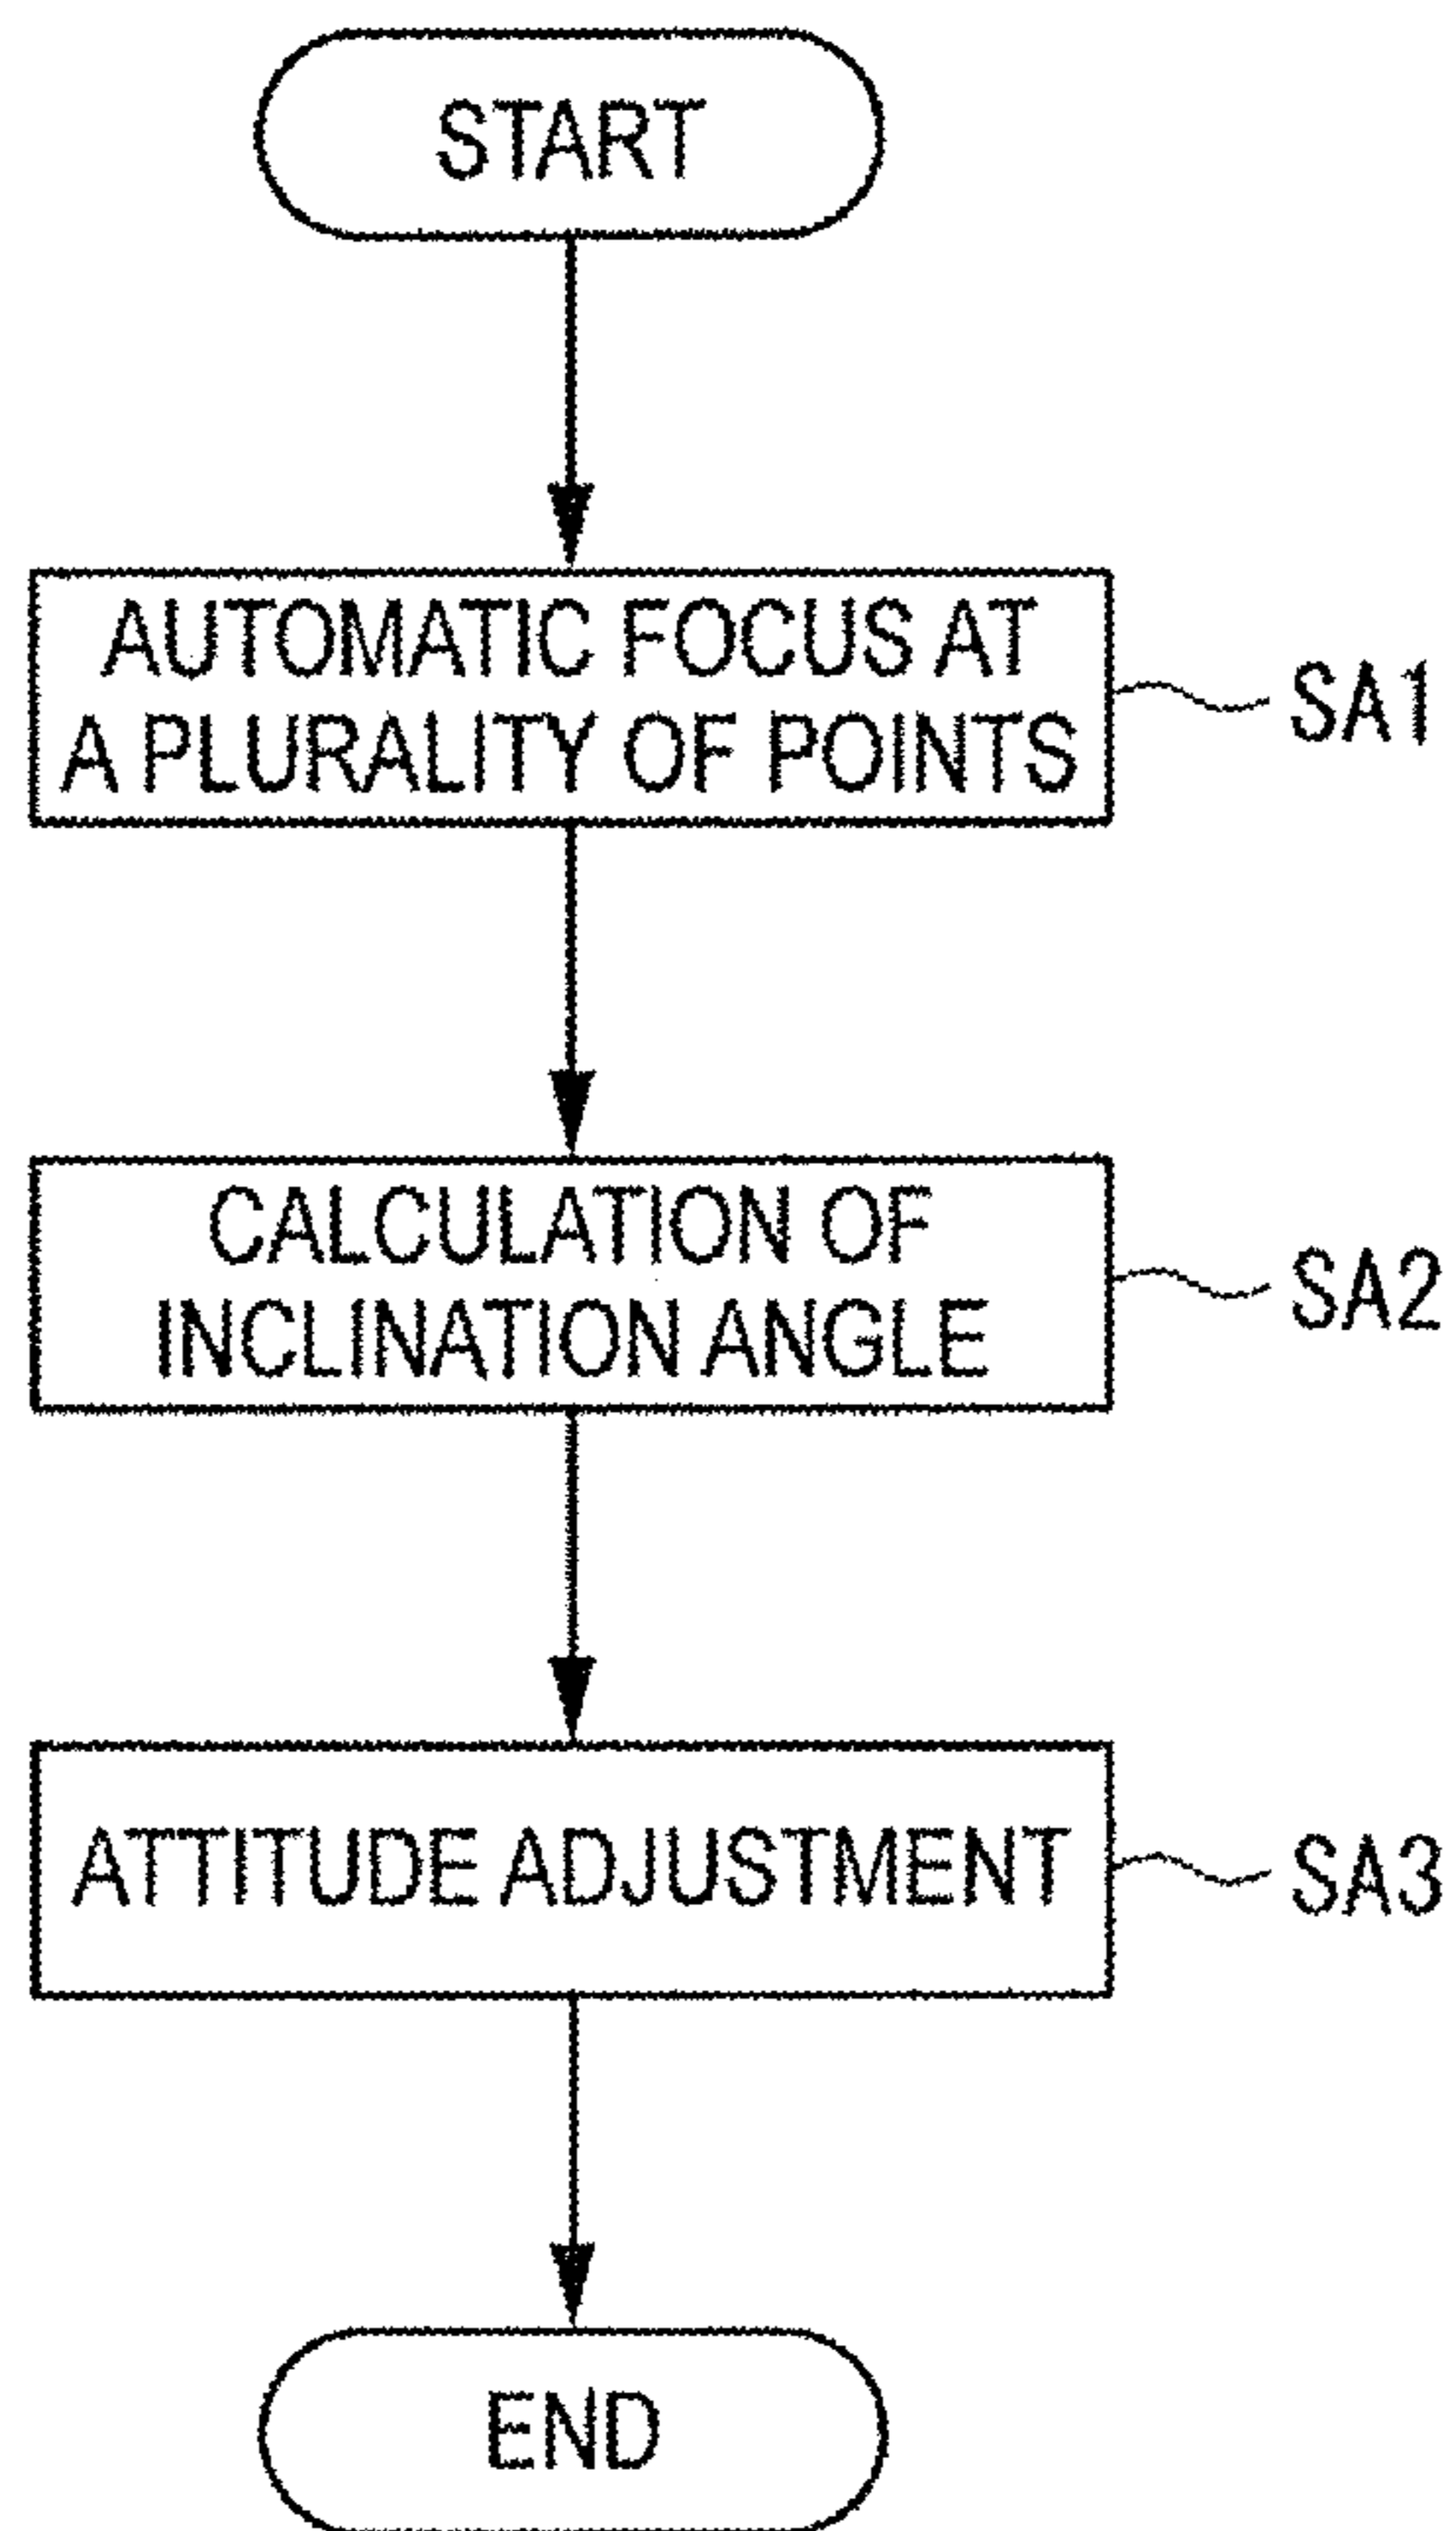 START
AUTOMATIC FOCUS AT
A PLURALITY OF POINTS
SA1
CALCULATION OF
INCLINATION ANGLE
SA2
ATTITUDE ADJUSTMENT
SA3
END